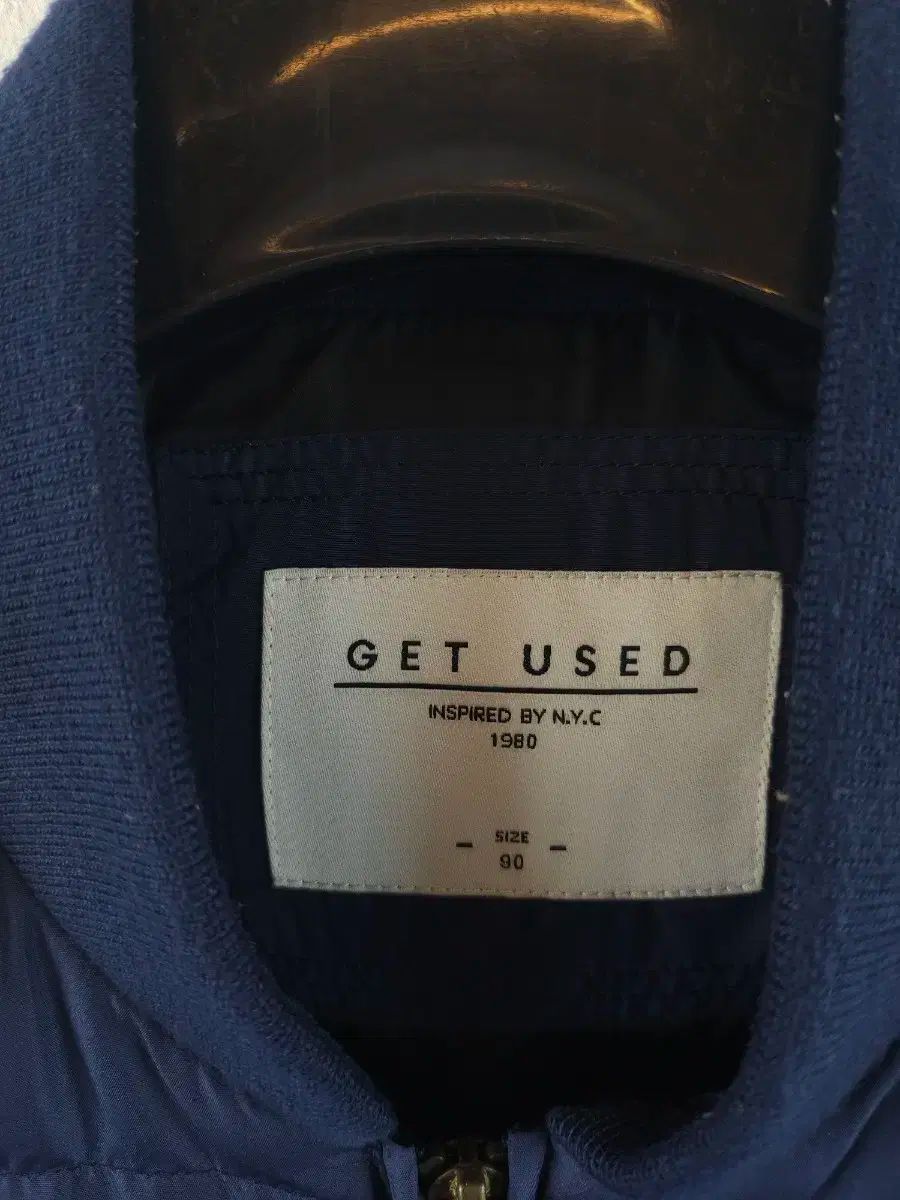 GET USED
INSPIRED BY N.Y.C
1980
- SIZE -
90